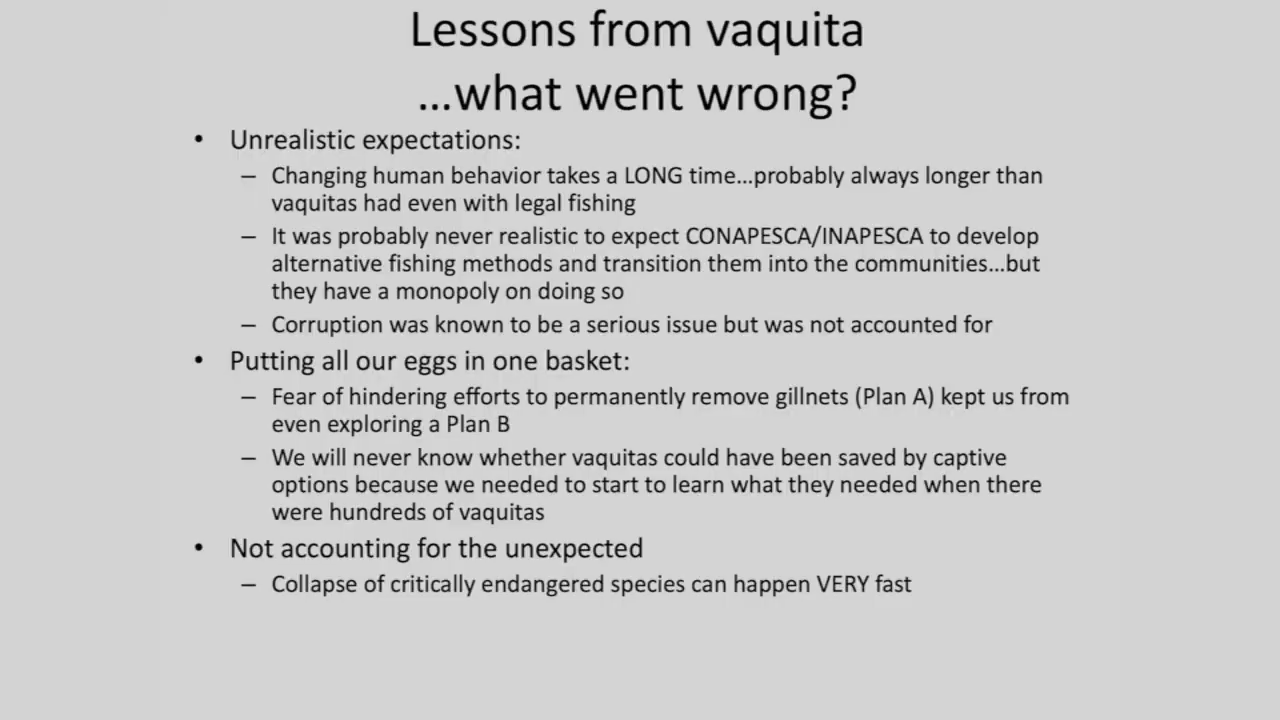 Lessons from vaquita
…what went wrong?
• Unrealistic expectations:
– Changing human behavior takes a LONG time…probably always longer than
vaquitas had even with legal fishing
– It was probably never realistic to expect CONAPESCA/INAPESCA to develop
alternative fishing methods and transition them into the communities…but
they have a monopoly on doing so
– Corruption was known to be a serious issue but was not accounted for
• Putting all our eggs in one basket:
– Fear of hindering efforts to permanently remove gillnets (Plan A) kept us from
even exploring a Plan B
– We will never know whether vaquitas could have been saved by captive
options because we needed to start to learn what they needed when there
were hundreds of vaquitas
• Not accounting for the unexpected
– Collapse of critically endangered species can happen VERY fast